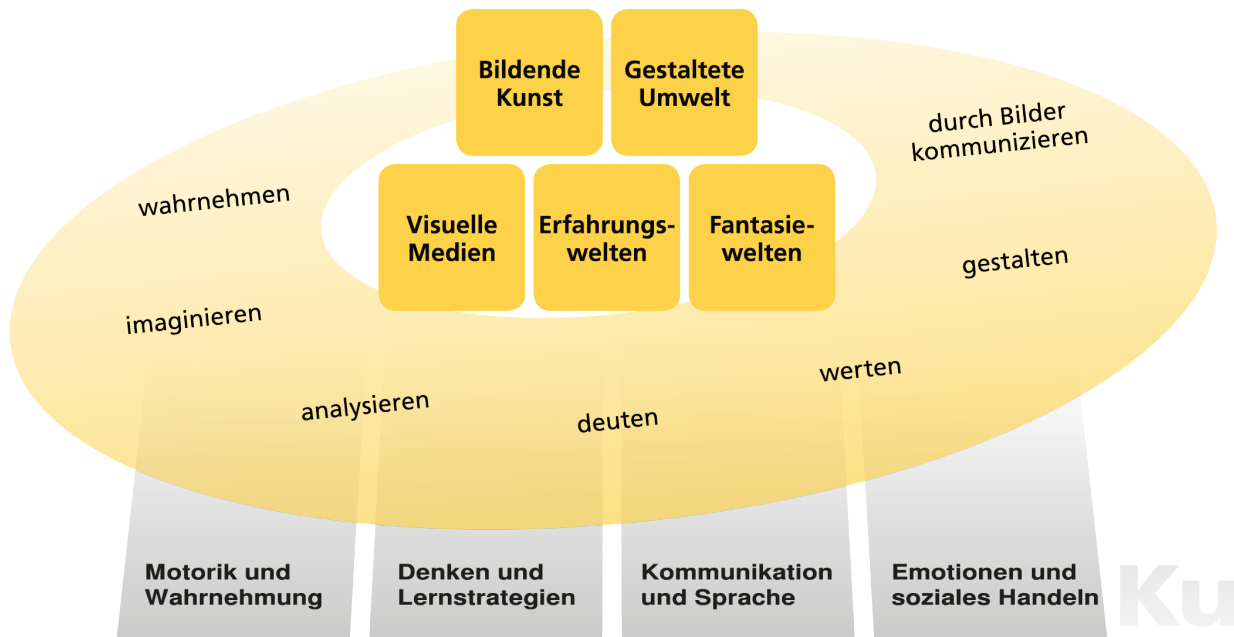 Bildende
Kunst
Gestaltete
Umwelt
Visuelle
Medien
Erfahrungs-
welten
Fantasie-
welten
wahrnehmen
imaginieren
analysieren
deuten
werten
gestalten
durch Bilder
kommunizieren
Motorik und
Wahrnehmung
Denken und
Lernstrategien
Kommunikation
und Sprache
Emotionen und
soziales Handeln
Ku